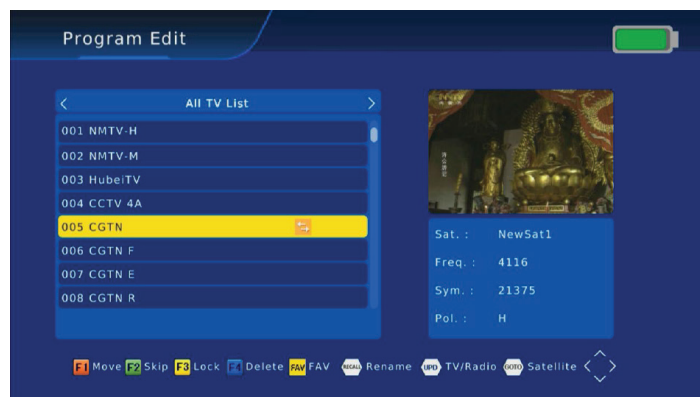 Program Edit
All TV List
001 NMTV-H
002 NMTV-M
003 HubeiTV
004 CCTV 4A
005 CGTN
006 CGTN F
007 CGTN E
008 CGTN R
Sat. : NewSat1
Freq. : 4116
Sym. : 21375
Pol. : H
F1 Move F2 Skip F3 Lock F4 Delete FAV FAV RECALL Rename UPD TV/Radio GOTO Satellite